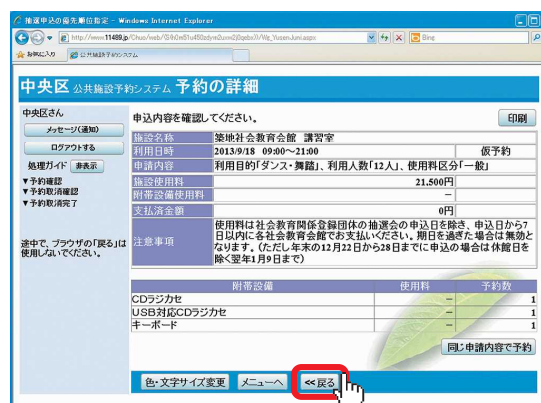 抽選申込の優先順位指定 - Windows Internet Explorer
Bing
お気に入り
中央区 公共施設予約システム 予約の詳細
中央区さん
メッセージ(通知)
ログアウトする
処理ガイド 非表示
▼予約確認
▼予約取消確認
▼予約取消完了
途中で、ブラウザの「戻る」は
使用しないでください。
申込内容を確認してください。
印刷
施設名称 築地社会教育会館 講習室
利用日時 2013/9/18 09:00～21:00 仮予約
申請内容 利用目的「ダンス・舞踊」、利用人数「12人」、使用料区分「一般」
施設使用料 21,500円
附帯設備使用料 －
支払済金額 0円
注意事項 使用料は社会教育関係登録団体の抽選会の申込日を除き、申込日から7
日以内に各社会教育会館でお支払いください。期日を過ぎた場合は無効と
なります。(ただし年末の12月22日から28日までに申込の場合は休館日を
除く翌年1月9日まで)
附帯設備 使用料 予約数
CDラジカセ － 1
USB対応CDラジカセ － 1
キーボード － 1
同じ申請内容で予約
色・文字サイズ変更 メニューへ <<戻る